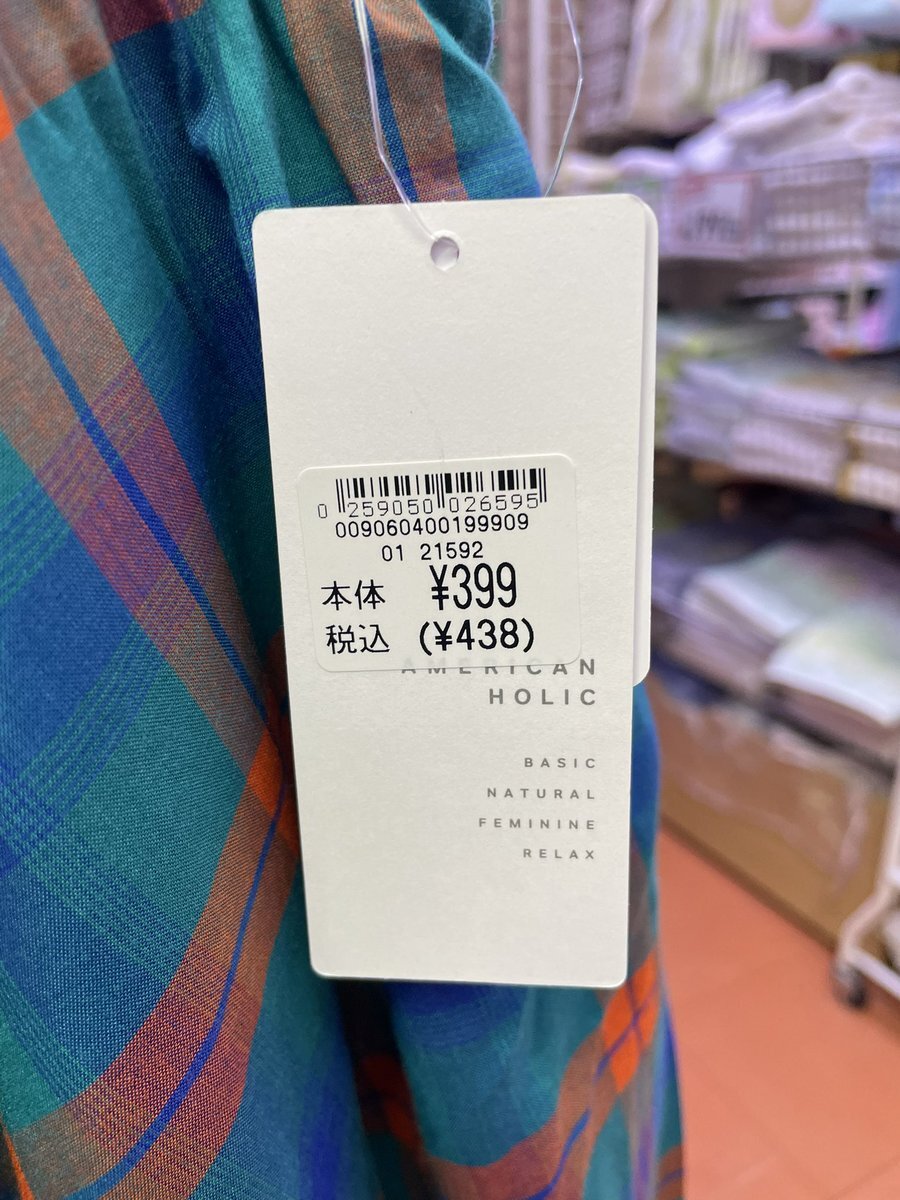 0 259050 026595
009060400199909
01 21592
本体 ¥399
税込 (¥438)
AMERICAN
HOLIC
BASIC
NATURAL
FEMININE
RELAX